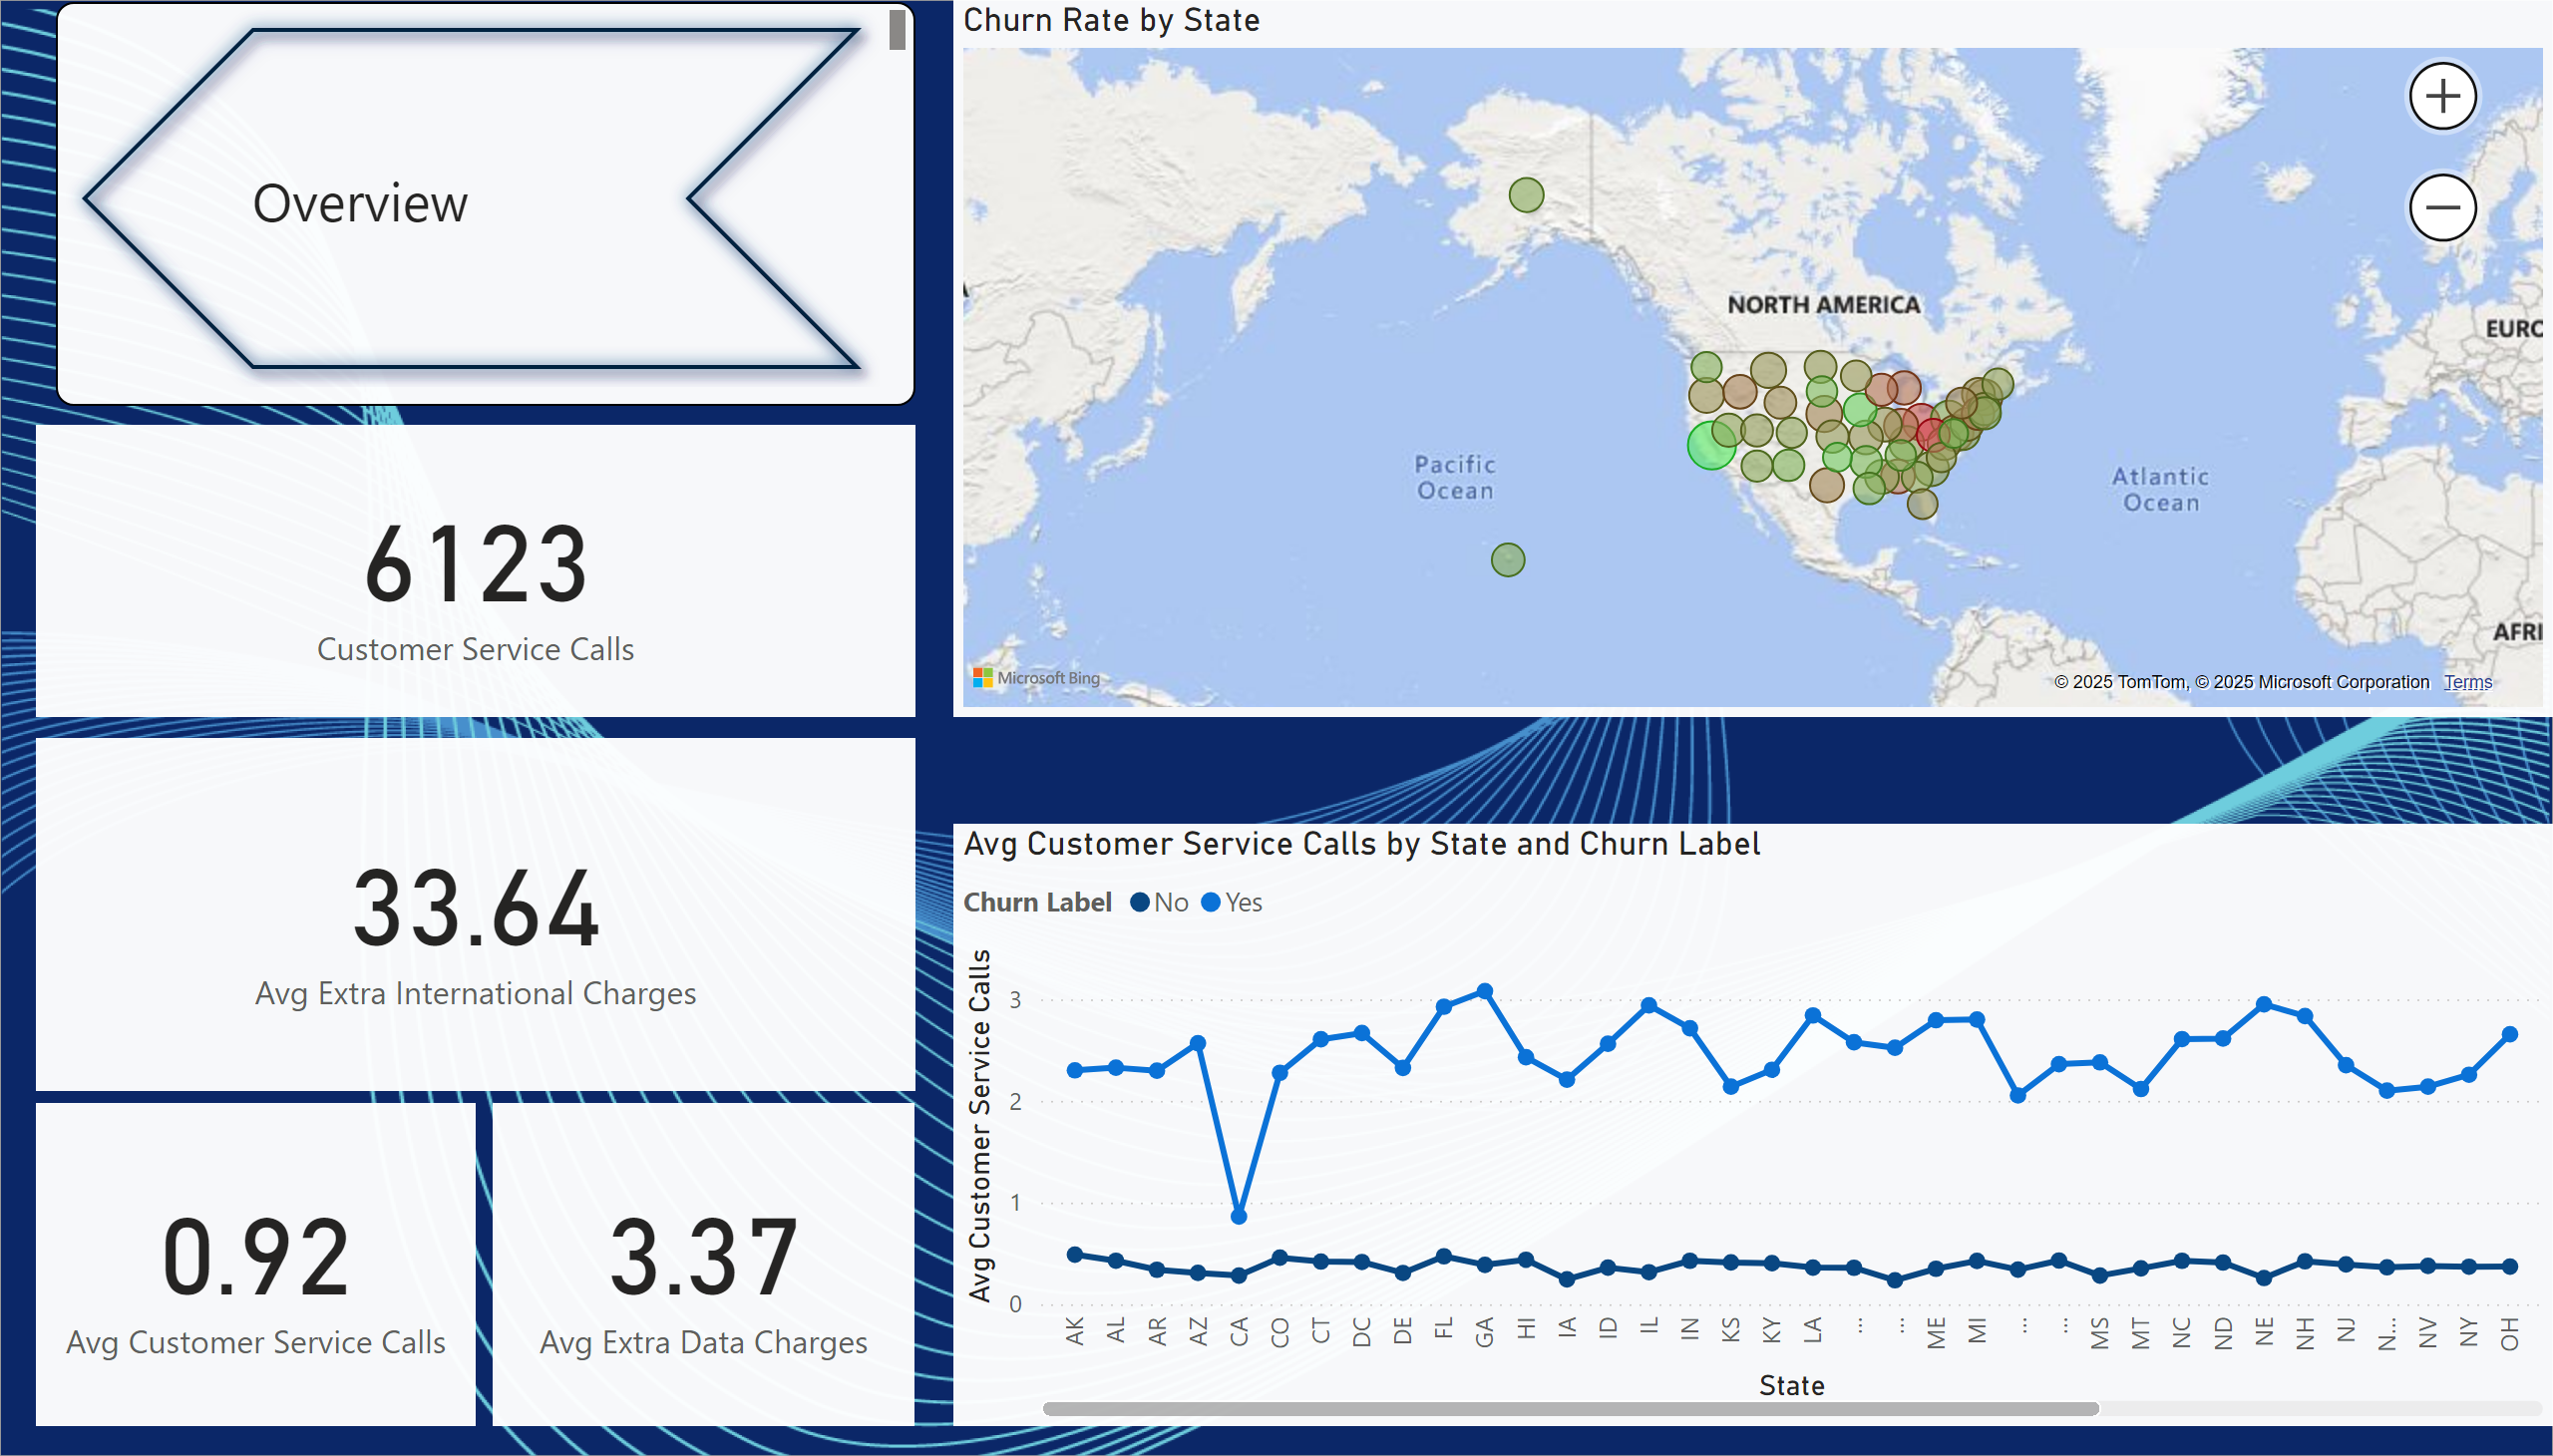 Overview
6123
Customer Service Calls
33.64
Avg Extra International Charges
0.92
Avg Customer Service Calls
3.37
Avg Extra Data Charges
Churn Rate by State
NORTH AMERICA
EURO
Pacific
Ocean
Atlantic
Ocean
AFRI
Microsoft Bing
© 2025 TomTom, © 2025 Microsoft Corporation Terms
Avg Customer Service Calls by State and Churn Label
Churn Label No Yes
Avg Customer Service Calls
3
2
1
0
AK AL AR AZ CA CO CT DC DE FL GA HI IA ID IL IN KS KY LA ... ... ME MI ... ... MS MT NC ND NE NH NJ N... NV NY OH
State